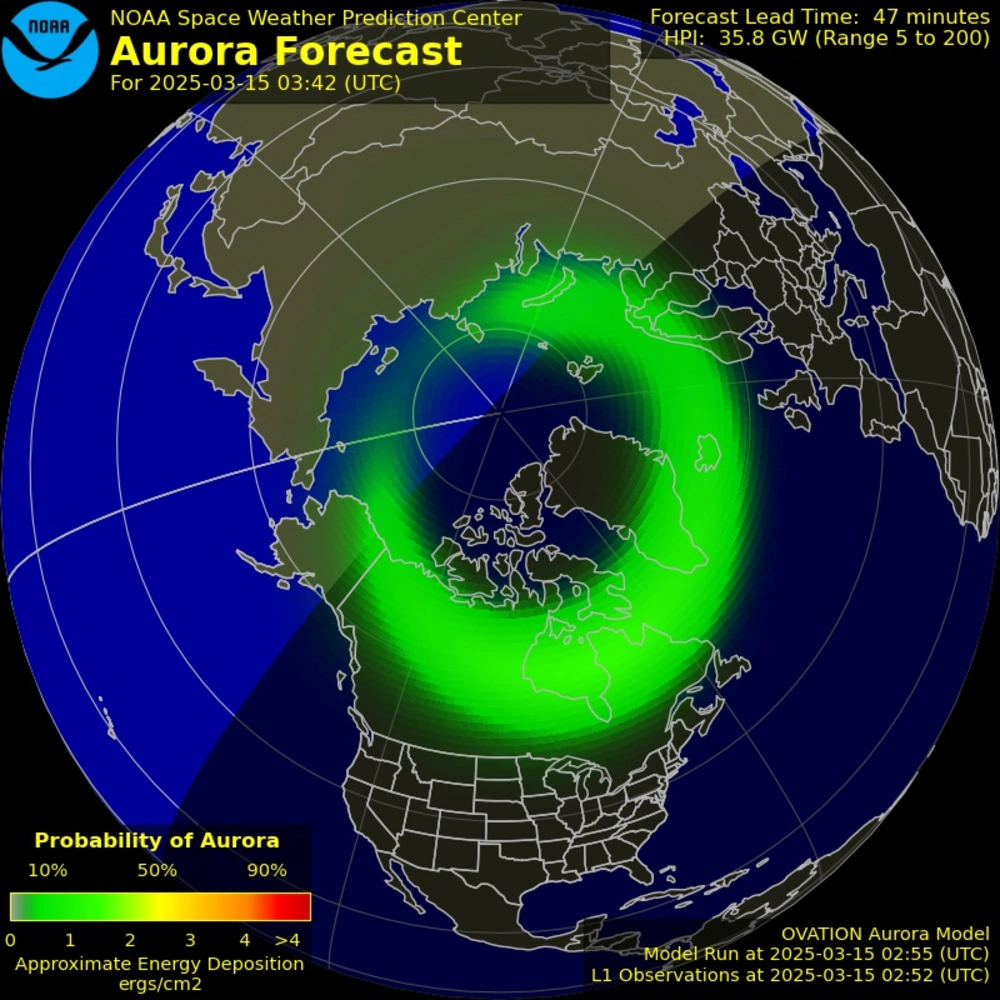 NOAA
NOAA Space Weather Prediction Center
Aurora Forecast
For 2025-03-15 03:42 (UTC)
Forecast Lead Time: 47 minutes
HPI: 35.8 GW (Range 5 to 200)
Probability of Aurora
10% 50% 90%
0 1 2 3 4 >4
Approximate Energy Deposition
ergs/cm2
OVATION Aurora Model
Model Run at 2025-03-15 02:55 (UTC)
L1 Observations at 2025-03-15 02:52 (UTC)